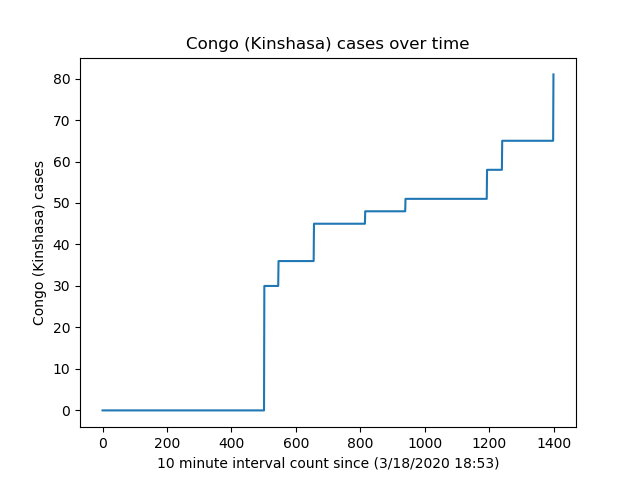 Congo (Kinshasa) cases over time
Congo (Kinshasa) cases
80
70
60
50
40
30
20
10
0
0 200 400 600 800 1000 1200 1400
10 minute interval count since (3/18/2020 18:53)